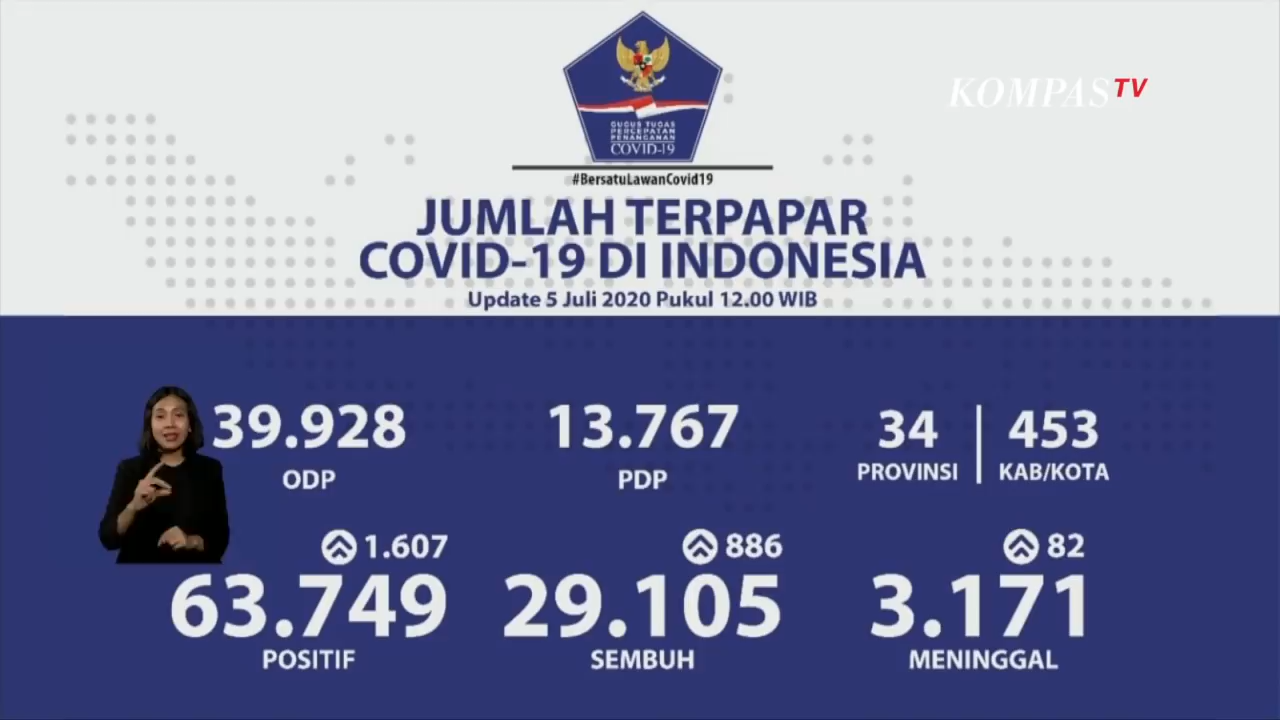 KOMPASTV
GUGUS TUGAS
PERCEPATAN
PENANGANAN
COVID-19
#BersatuLawanCovid19
JUMLAH TERPAPAR
COVID-19 DI INDONESIA
Update 5 Juli 2020 Pukul 12.00 WIB
39.928
ODP
13.767
PDP
34
PROVINSI
453
KAB/KOTA
1.607
63.749
POSITIF
886
29.105
SEMBUH
82
3.171
MENINGGAL